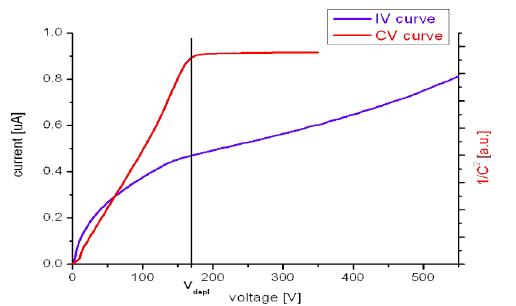 IV curve
CV curve
1.0
0.8
0.6
0.4
0.2
0.0
current [uA]
1/C² [a.u.]
0 100 200 300 400 500
V depl
voltage [V]